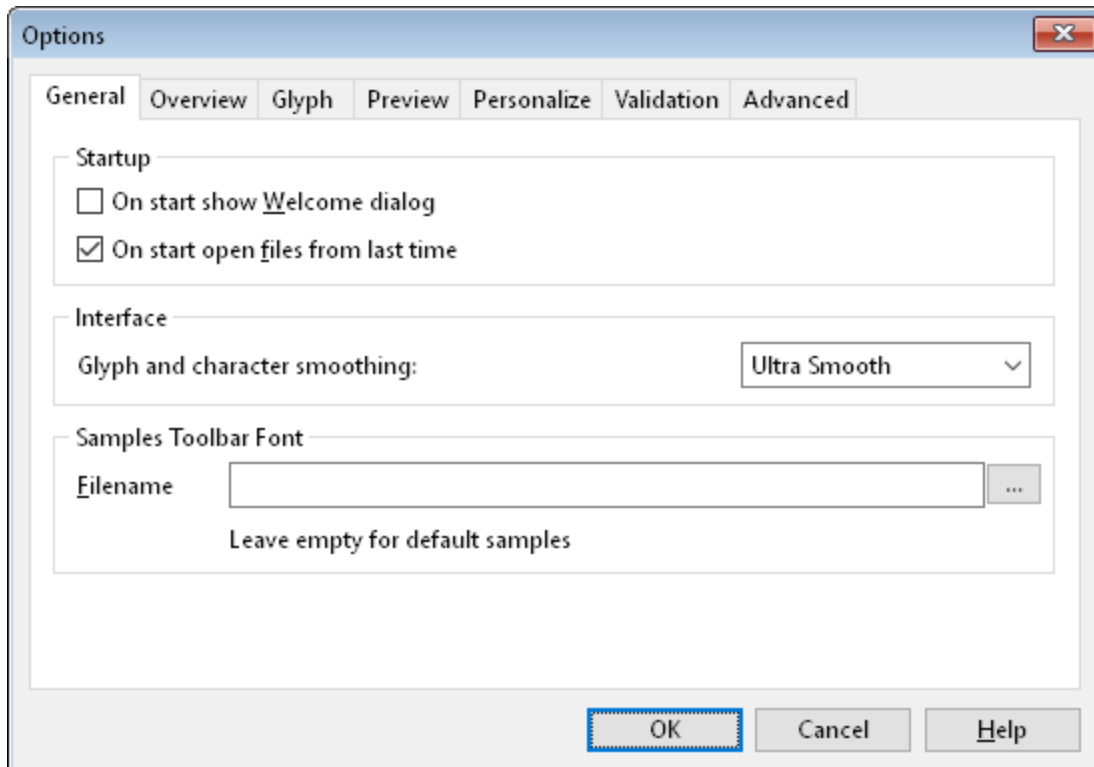 Options
General Overview Glyph Preview Personalize Validation Advanced
Startup
On start show Welcome dialog
On start open files from last time
Interface
Glyph and character smoothing: Ultra Smooth
Samples Toolbar Font
Filename ...
Leave empty for default samples
OK Cancel Help